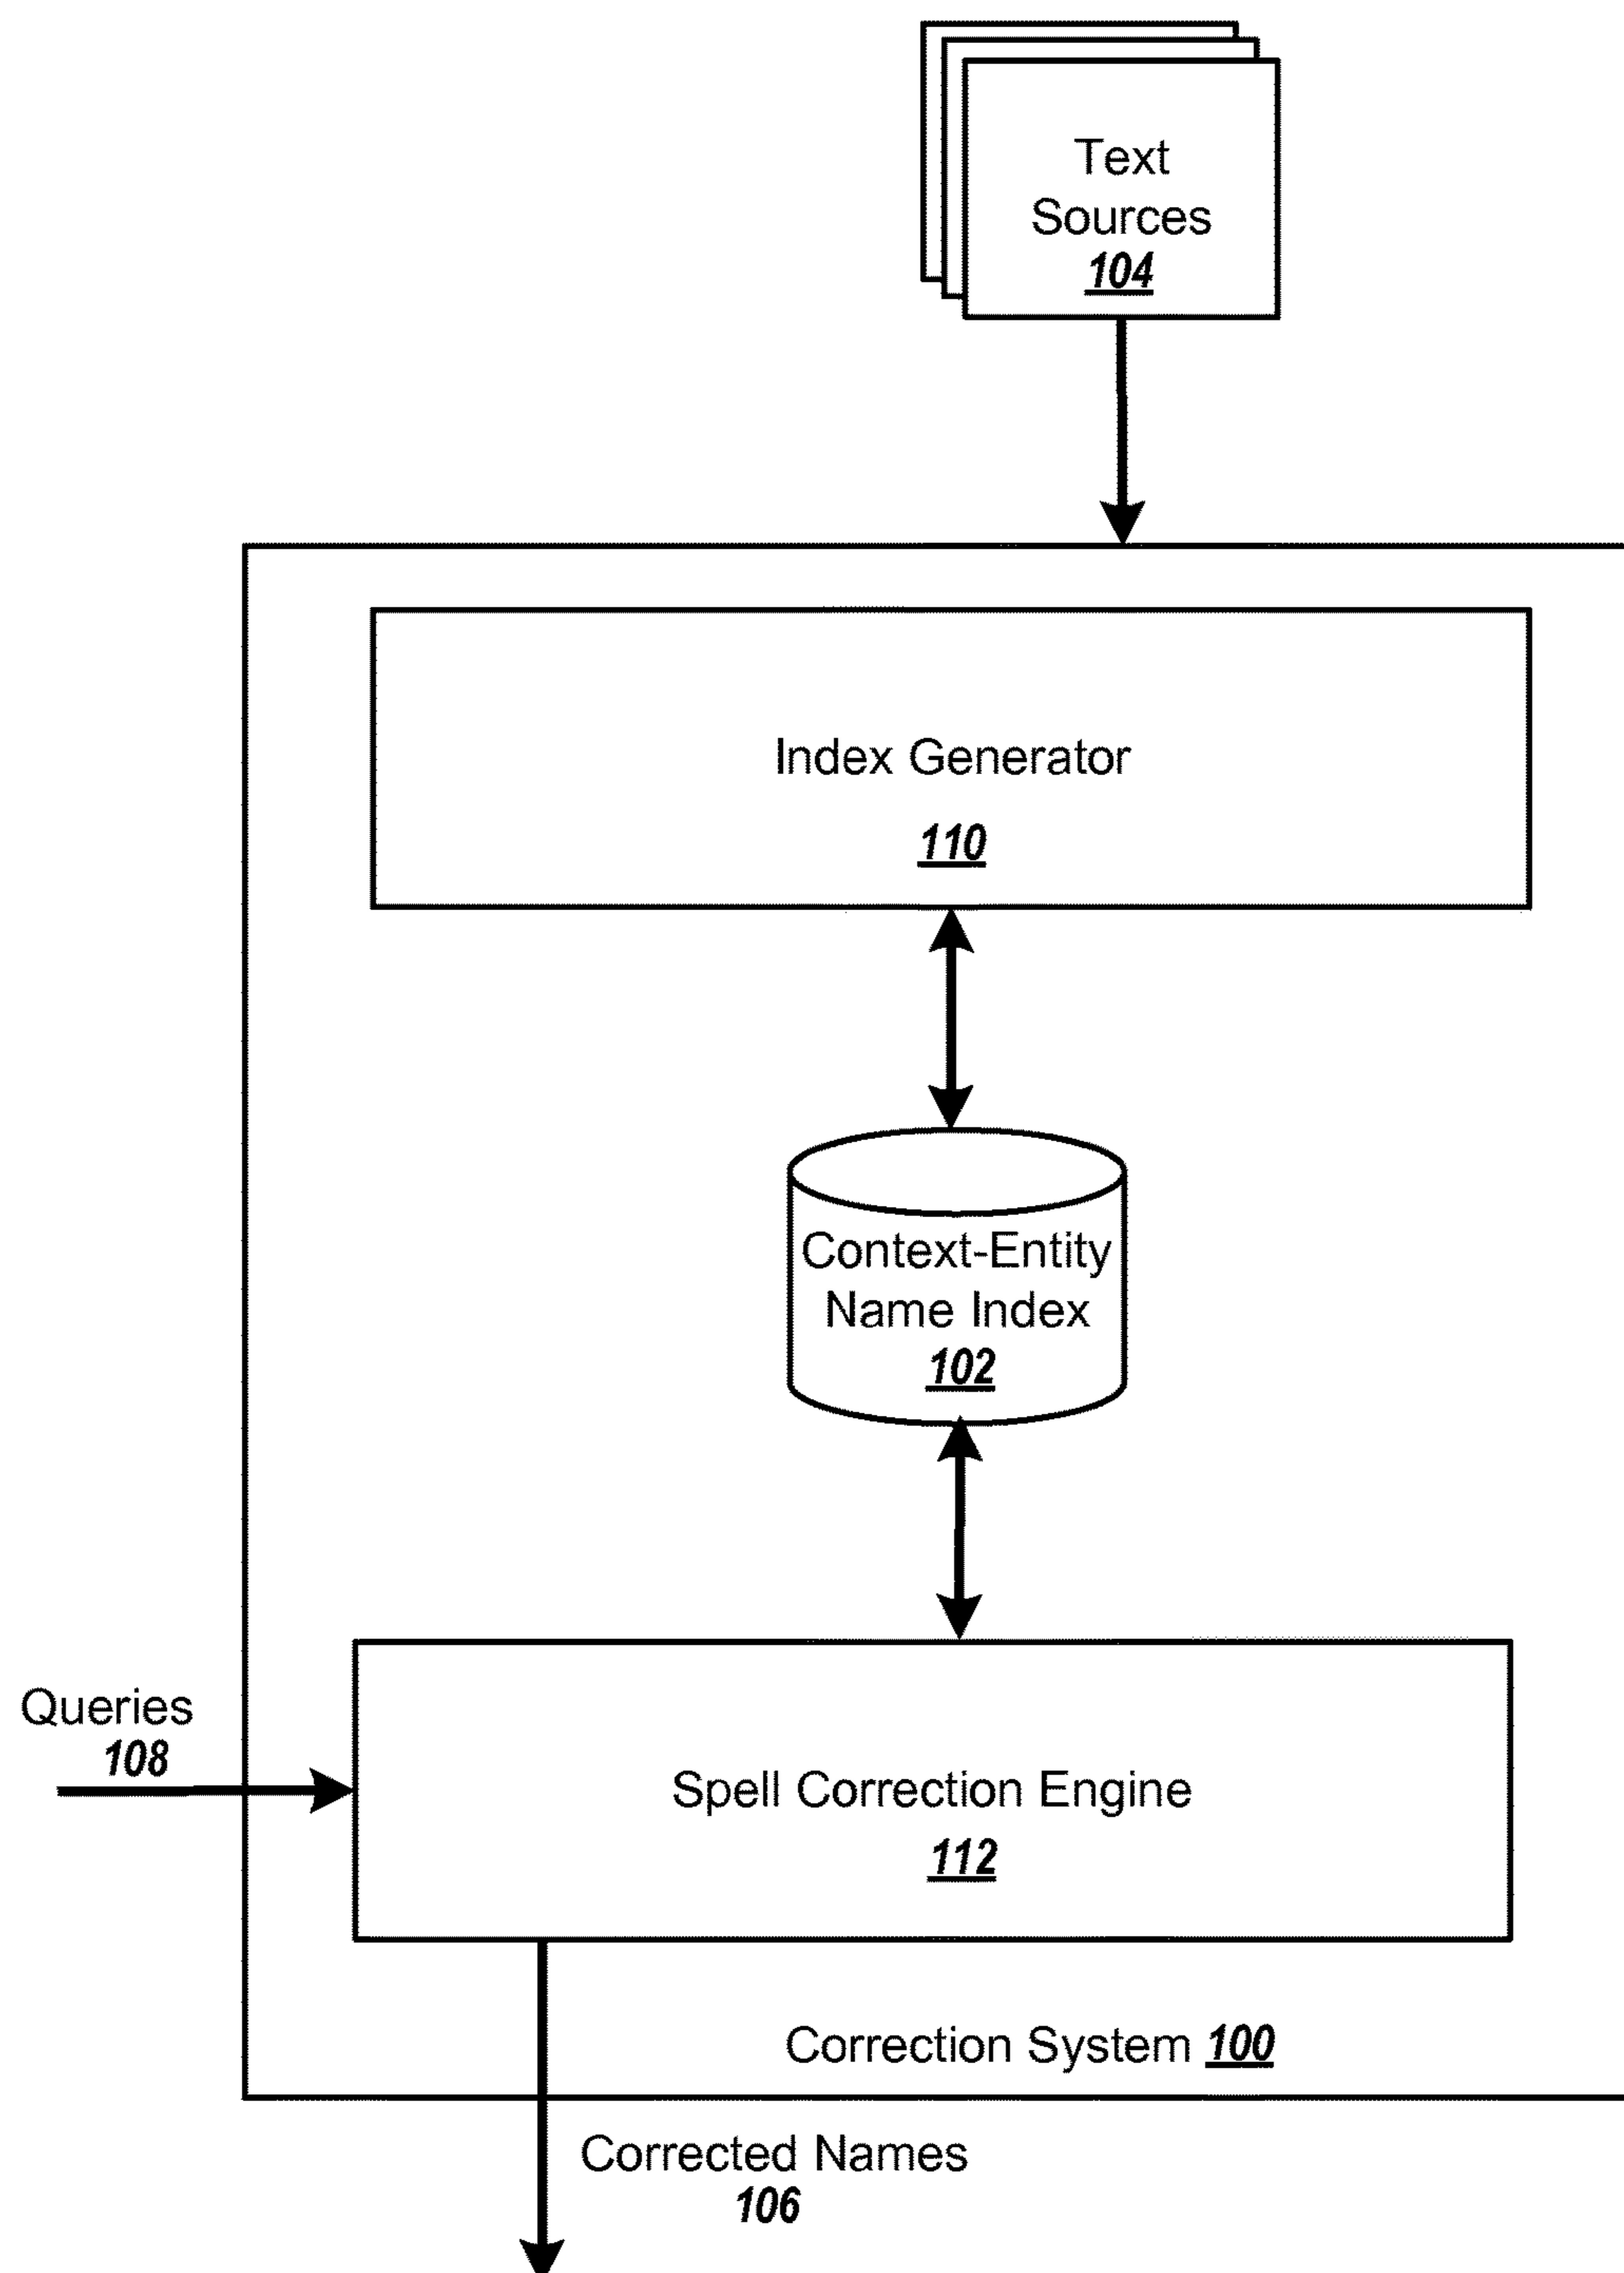 Text
Sources
104
Index Generator
110
Context-Entity
Name Index
102
Queries
108
Spell Correction Engine
112
Correction System 100
Corrected Names
106